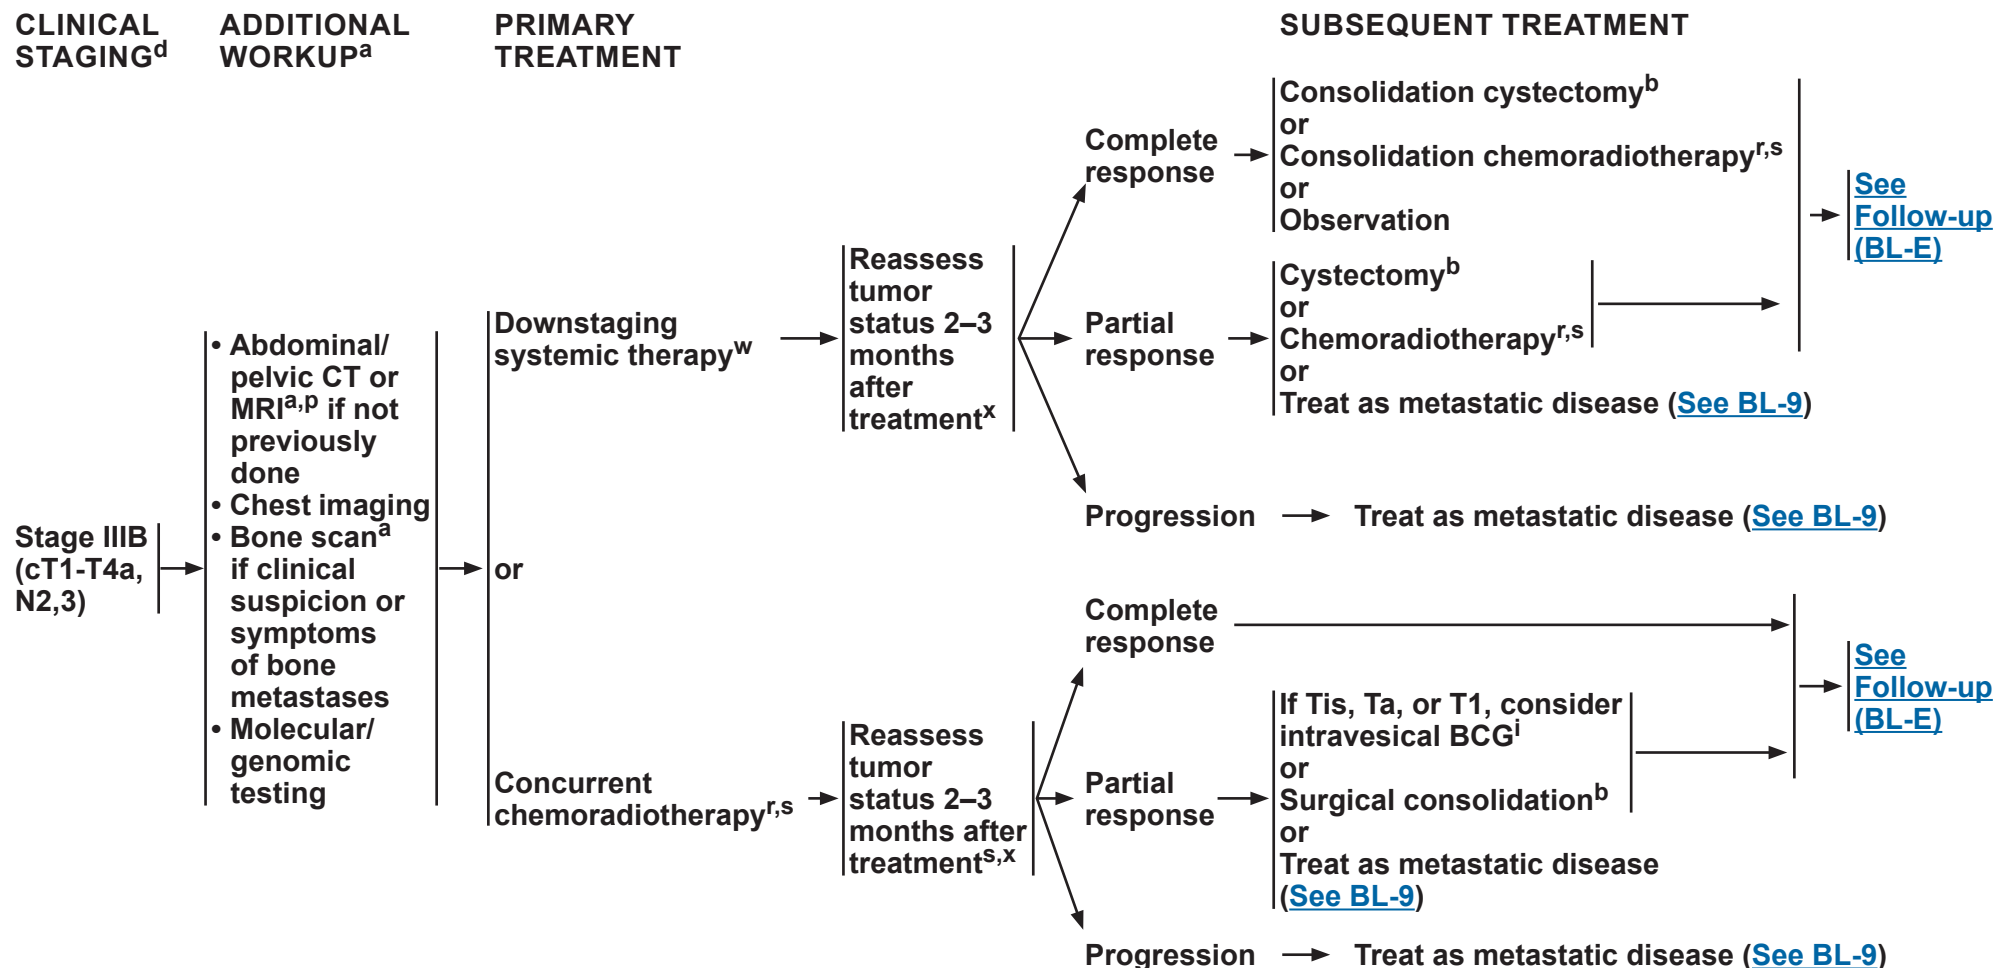 CLINICAL
STAGINGd
ADDITIONAL
WORKUPa
PRIMARY
TREATMENT
SUBSEQUENT TREATMENT
Stage IIIB
(cT1-T4a,
N2,3)
• Abdominal/
pelvic CT or
MRIa,p if not
previously
done
• Chest imaging
• Bone scana
if clinical
suspicion or
symptoms
of bone
metastases
• Molecular/
genomic
testing
Downstaging
systemic therapyw
or
Concurrent
chemoradiotherapyr,s
Reassess
tumor
status 2–3
months
after
treatmentx
Complete
response
Consolidation cystectomyb
or
Consolidation chemoradiotherapyr,s
or
Observation
Partial
response
Cystectomyb
or
Chemoradiotherapyr,s
or
Treat as metastatic disease (See BL-9)
See
Follow-up
(BL-E)
Progression
Treat as metastatic disease (See BL-9)
Reassess
tumor
status 2–3
months after
treatments,x
Complete
response
Partial
response
If Tis, Ta, or T1, consider
intravesical BCGi
or
Surgical consolidationb
or
Treat as metastatic disease
(See BL-9)
See
Follow-up
(BL-E)
Progression
Treat as metastatic disease (See BL-9)